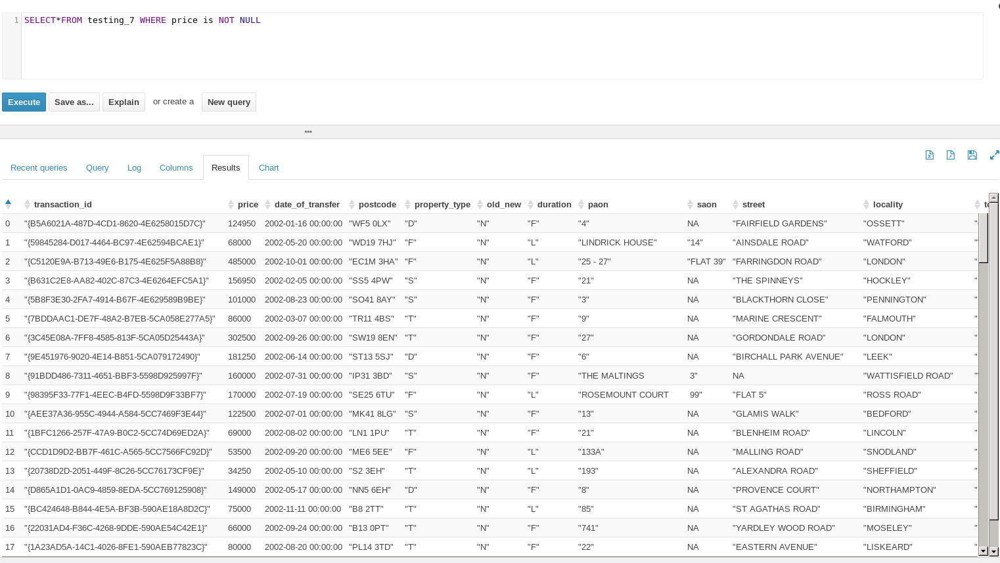 1 SELECT*FROM testing_7 WHERE price is NOT NULL
Execute Save as... Explain or create a New query
Recent queries Query Log Columns Results Chart
transaction_id price date_of_transfer postcode property_type old_new duration paon saon street locality
0 "{B5A6021A-487D-4CD1-8620-4E6258015D7C}" 124950 2002-01-16 00:00:00 "WF5 0LX" "D" "N" "F" "4" NA "FAIRFIELD GARDENS" "OSSETT"
1 "{59845284-D017-4464-BC97-4E62594BCAE1}" 68000 2002-05-20 00:00:00 "WD19 7HJ" "F" "N" "L" "LINDRICK HOUSE" "14" "AINSDALE ROAD" "WATFORD"
2 "{C5120E9A-B713-49E6-B175-4E625F5A88B8}" 485000 2002-10-01 00:00:00 "EC1M 3HA" "F" "N" "L" "25 - 27" "FLAT 39" "FARRINGDON ROAD" "LONDON"
3 "{B631C2E8-AA82-402C-87C3-4E6264EFC5A1}" 156950 2002-02-05 00:00:00 "SS5 4PW" "S" "N" "F" "21" NA "THE SPINNEYS" "HOCKLEY"
4 "{5B8F3E30-2FA7-4914-B67F-4E629589B9BE}" 101000 2002-08-23 00:00:00 "SO41 8AY" "S" "N" "F" "3" NA "BLACKTHORN CLOSE" "PENNINGTON"
5 "{7BDDAAC1-DE7F-48A2-B7EB-5CA058E277A5}" 86000 2002-03-07 00:00:00 "TR11 4BS" "T" "N" "F" "9" NA "MARINE CRESCENT" "FALMOUTH"
6 "{3C45E08A-7FF8-4585-813F-5CA05D25443A}" 302500 2002-09-26 00:00:00 "SW19 8EN" "T" "N" "F" "27" NA "GORDONDALE ROAD" "LONDON"
7 "{9E451976-9020-4E14-B851-5CA079172490}" 181250 2002-06-14 00:00:00 "ST13 5SJ" "D" "N" "F" "6" NA "BIRCHALL PARK AVENUE" "LEEK"
8 "{91BDD486-7311-4651-BBF3-5598D925997F}" 160000 2002-07-31 00:00:00 "IP31 3BD" "S" "N" "F" "THE MALTINGS 3" NA "WATTISFIELD ROAD"
9 "{98395F33-77F1-4EEC-B4FD-5598D9F33BF7}" 170000 2002-07-19 00:00:00 "SE25 6TU" "F" "N" "L" "ROSEMOUNT COURT 99" "FLAT 5" "ROSS ROAD"
10 "{AEE37A36-955C-4944-A584-5CC7469F3E44}" 122500 2002-07-01 00:00:00 "MK41 8LG" "S" "N" "F" "13" NA "GLAMIS WALK" "BEDFORD"
11 "{1BFC1266-257F-47A9-B0C2-5CC74D69ED2A}" 69000 2002-08-02 00:00:00 "LN1 1PU" "T" "N" "F" "21" NA "BLENHEIM ROAD" "LINCOLN"
12 "{CCD1D9D2-BB7F-461C-A565-5CC7566FC92D}" 53500 2002-09-20 00:00:00 "ME6 5EE" "F" "N" "L" "133A" NA "MALLING ROAD" "SNODLAND"
13 "{20738D2D-2051-449F-8C26-5CC76173CF9E}" 34250 2002-05-10 00:00:00 "S2 3EH" "T" "N" "L" "193" NA "ALEXANDRA ROAD" "SHEFFIELD"
14 "{D865A1D1-0AC9-4859-8EDA-5CC769125908}" 149000 2002-05-17 00:00:00 "NN5 6EH" "D" "N" "F" "8" NA "PROVENCE COURT" "NORTHAMPTON"
15 "{BC424648-B844-4E5A-BF3B-590AE18A8D2C}" 75000 2002-11-11 00:00:00 "B8 2TT" "T" "N" "L" "85" NA "ST AGATHAS ROAD" "BIRMINGHAM"
16 "{22031AD4-F36C-4268-9DDE-590AE54C42E1}" 66000 2002-09-24 00:00:00 "B13 0PT" "T" "N" "F" "741" NA "YARDLEY WOOD ROAD" "MOSELEY"
17 "{1A23AD5A-14C1-4026-8FE1-590AEB77823C}" 80000 2002-08-20 00:00:00 "PL14 3TD" "T" "N" "F" "22" NA "EASTERN AVENUE" "LISKEARD"